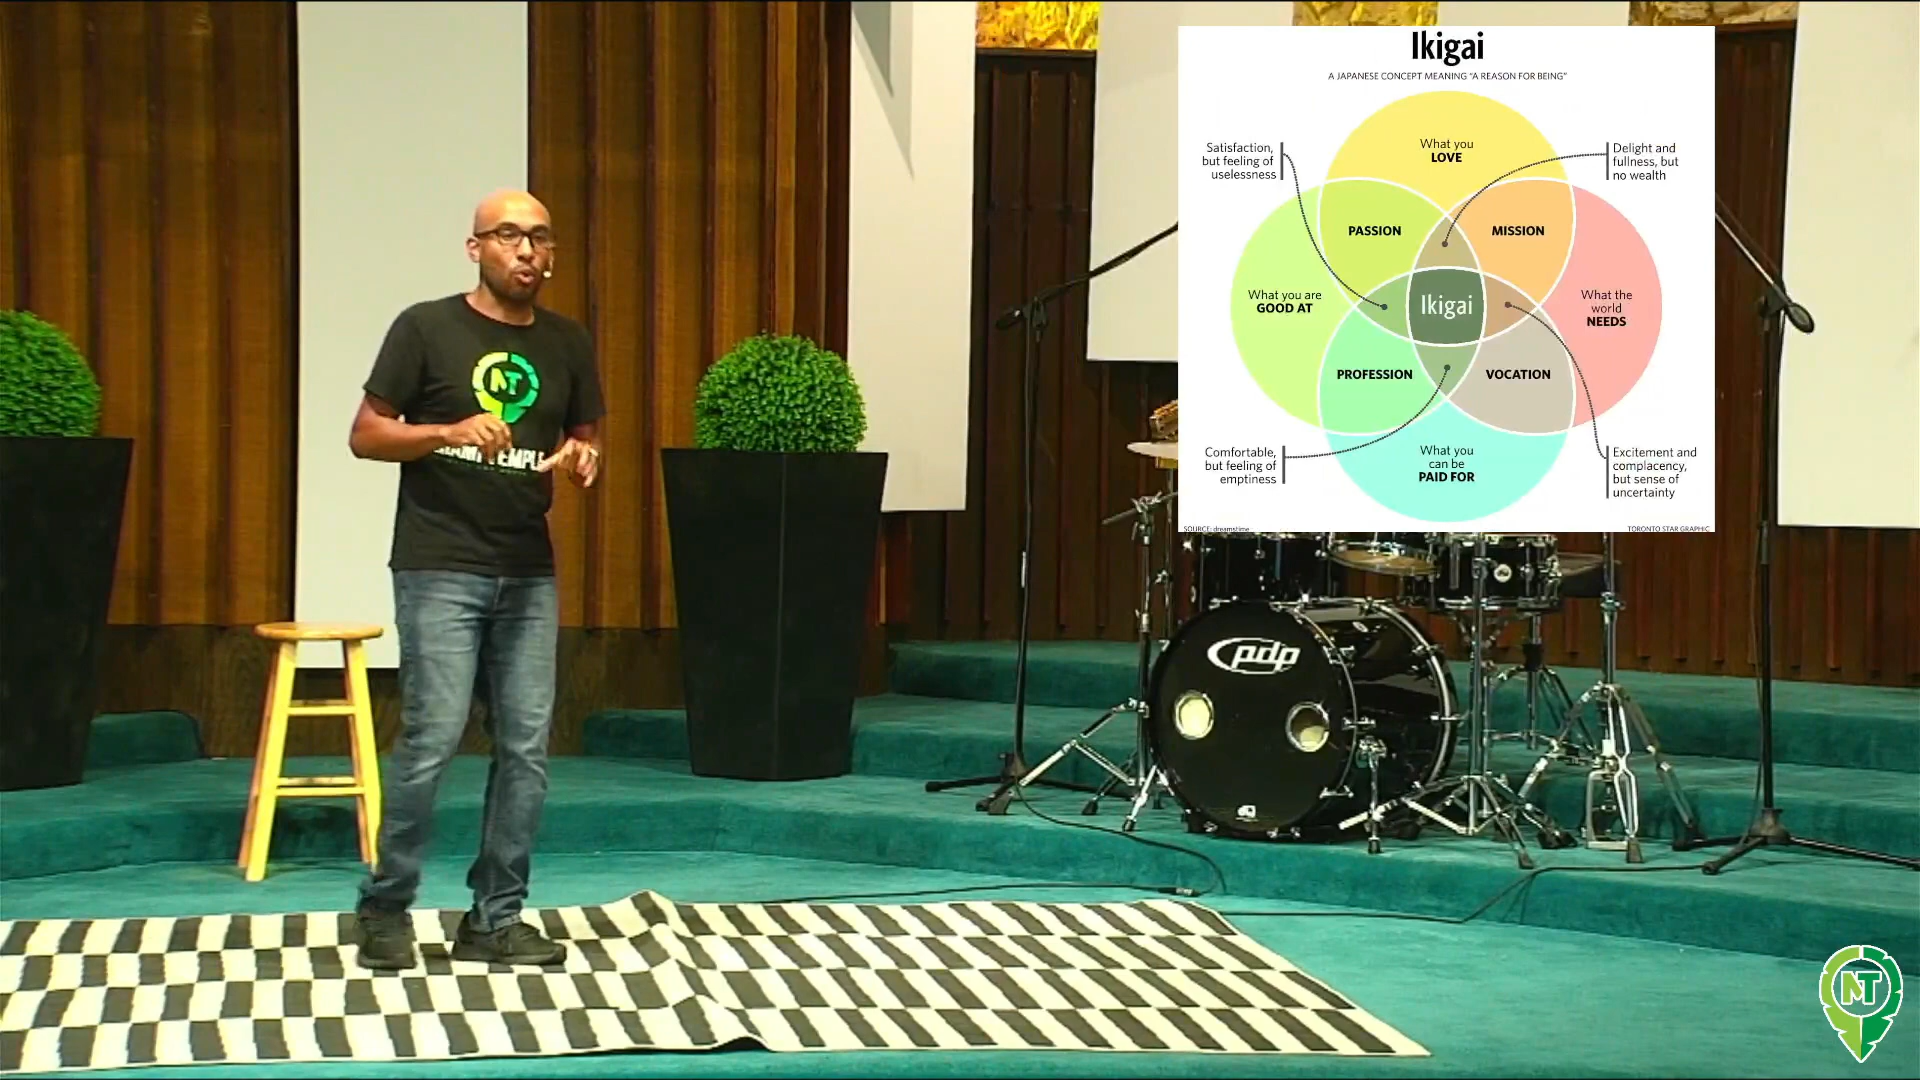 Ikigai
A JAPANESE CONCEPT MEANING "A REASON FOR BEING"
What you
LOVE
Satisfaction,
but feeling of
uselessness
Delight and
fullness, but
no wealth
PASSION
MISSION
What you are
GOOD AT
Ikigai
What the
world
NEEDS
PROFESSION
VOCATION
Comfortable,
but feeling of
emptiness
What you
can be
PAID FOR
Excitement and
complacency,
but sense of
uncertainty
SOURCE: dreamstime
TORONTO STAR GRAPHIC
NT
pdp
NT